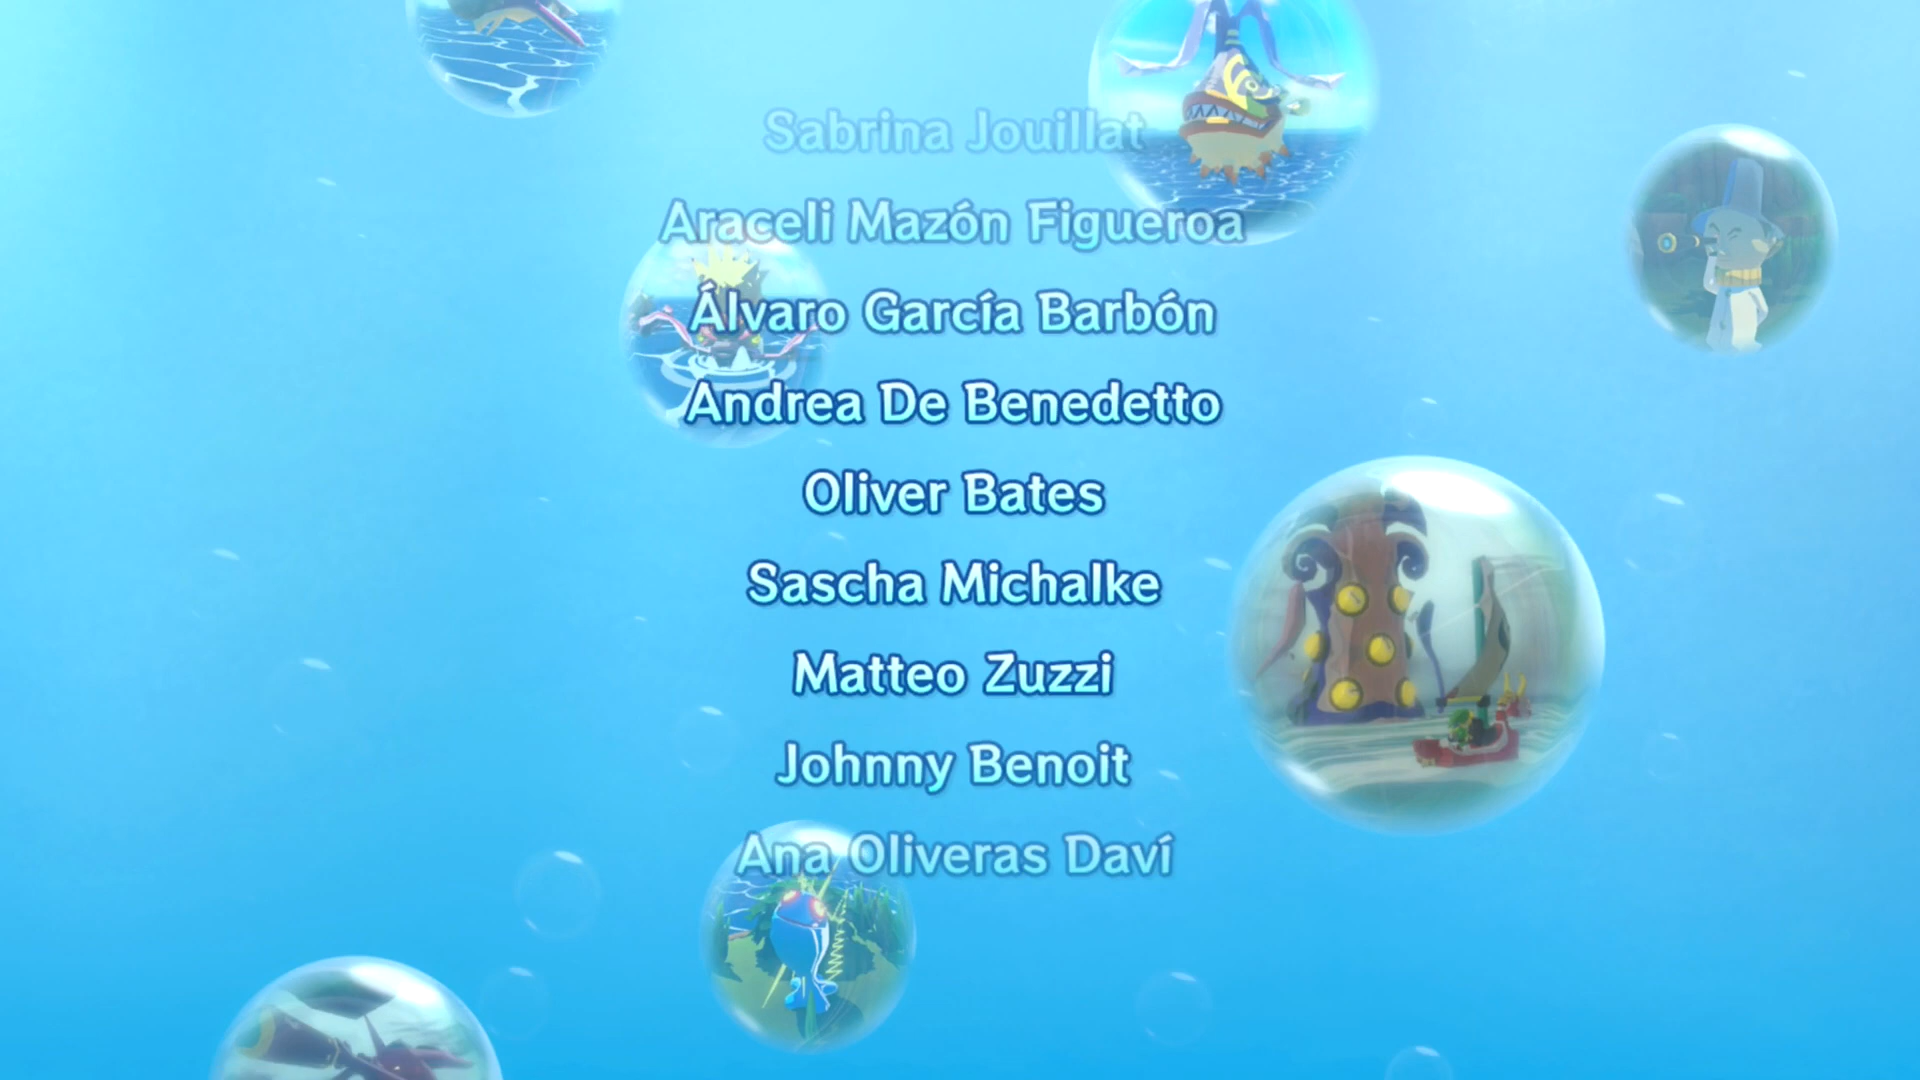 Sabrina Jouillat
Araceli Mazón Figueroa
Álvaro García Barbón
Andrea De Benedetto
Oliver Bates
Sascha Michalke
Matteo Zuzzi
Johnny Benoit
Ana Oliveras Daví